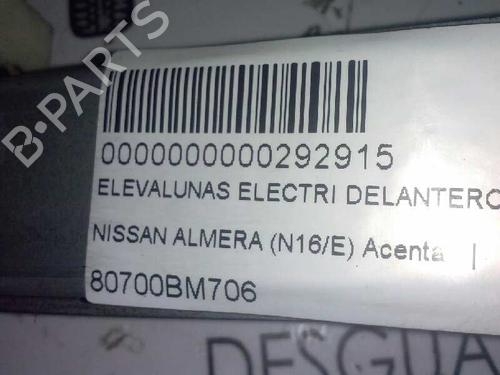 B-PARTS
0000000000292915
ELEVALUNAS ELECTRI DELANTERO
NISSAN ALMERA (N16/E) Acenta |
80700BM706
DESGUA